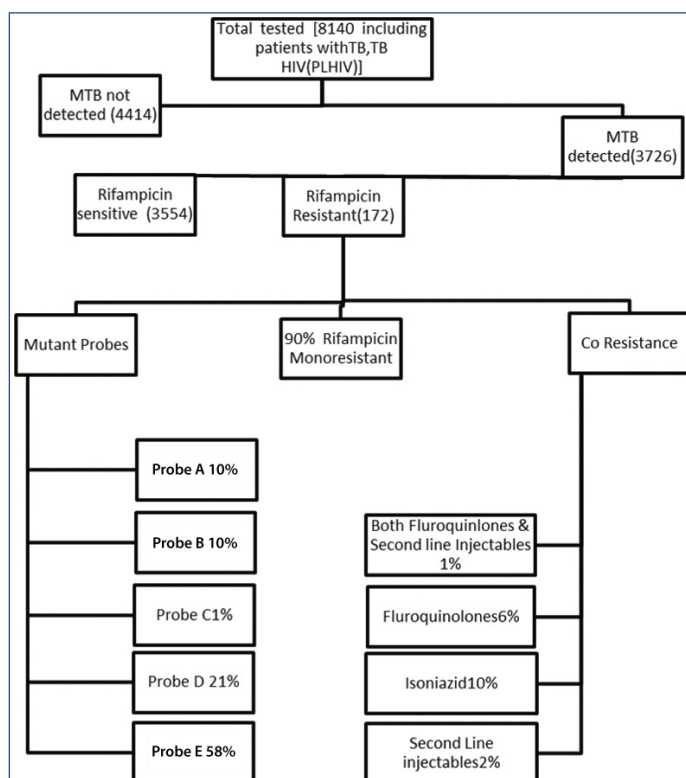 Total tested [8140 including
patients withTB,TB
HIV(PLHIV)]
MTB not
detected (4414)
MTB
detected(3726)
Rifampicin
sensitive (3554)
Rifampicin
Resistant(172)
Mutant Probes
90% Rifampicin
Monoresistant
Co Resistance
Probe A 10%
Probe B 10%
Probe C1%
Probe D 21%
Probe E 58%
Both Fluroquinlones &
Second line Injectables
1%
Fluroquinolones6%
Isoniazid10%
Second Line
injectables2%